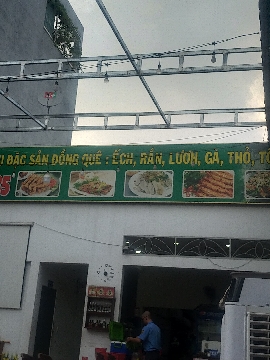 ĐẶC SẢN ĐỒNG QUÊ : ẾCH, RẮN, LƯƠN, GÀ, THỎ,